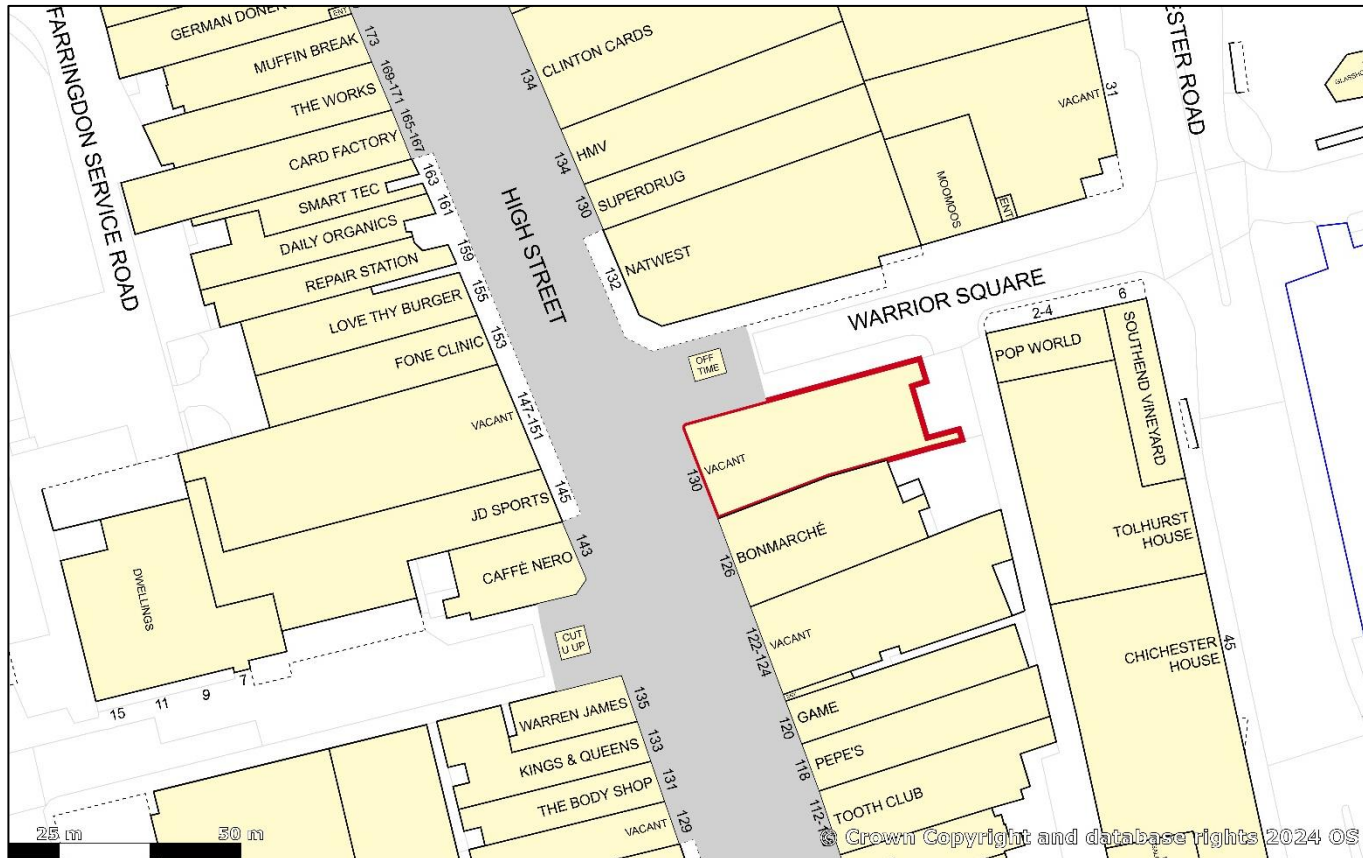 FARRINGDON SERVICE ROAD
GERMAN DONER
ENT
173
MUFFIN BREAK
169-171
THE WORKS
165-167
CARD FACTORY
163
SMART TEC
161
DAILY ORGANICS
159
REPAIR STATION
155
LOVE THY BURGER
153
FONE CLINIC
147-151
VACANT
145
JD SPORTS
143
CAFFÈ NERO
DWELLINGS
15
11
9
7
CUT
U UP
HIGH STREET
134
CLINTON CARDS
134
HMV
130
SUPERDRUG
132
NATWEST
MOOMOOS
ENT
VACANT
31
ESTER ROAD
WARRIOR SQUARE
OFF
TIME
130
VACANT
126
BONMARCHÉ
122-124
VACANT
120
GAME
118
PEPE'S
TOOTH CLUB
2-4
6
POP WORLD
SOUTHEND VINEYARD
TOLHURST
HOUSE
CHICHESTER
HOUSE
45
135
WARREN JAMES
133
KINGS & QUEENS
131
THE BODY SHOP
129
VACANT
25 m
50 m
© Crown Copyright and database rights 2024 OS